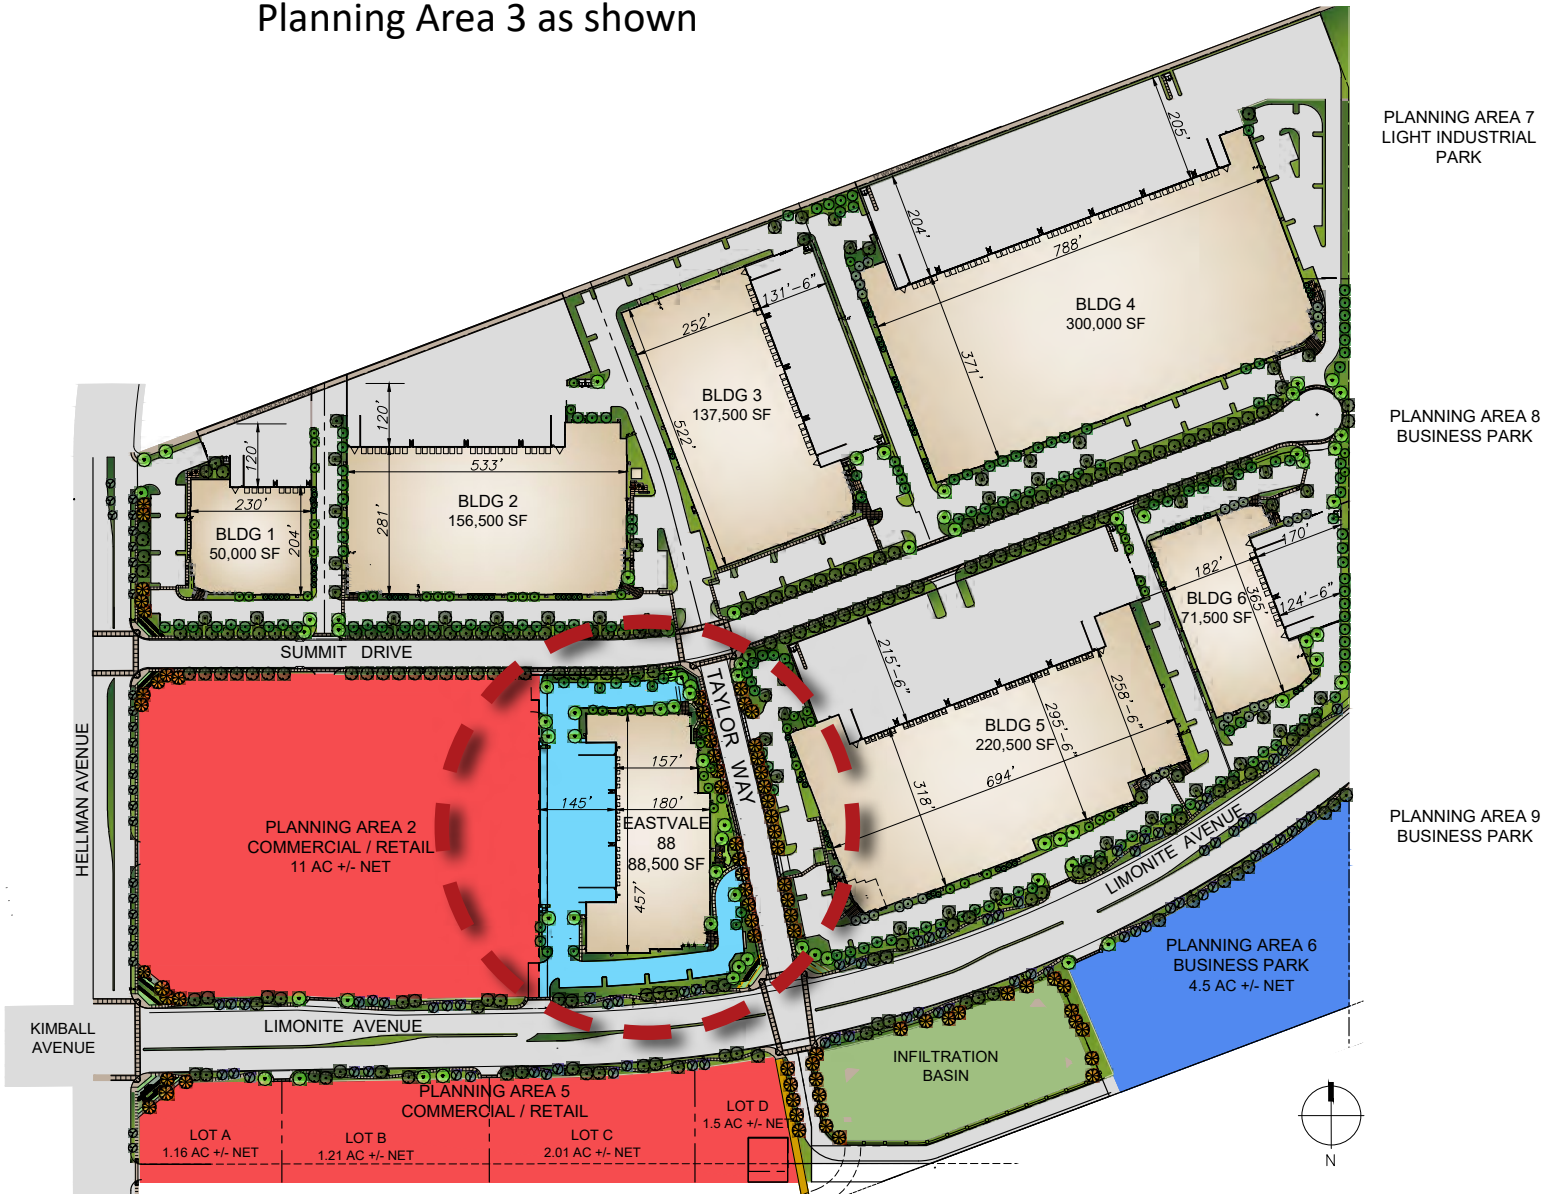 Planning Area 3 as shown
PLANNING AREA 7
LIGHT INDUSTRIAL
PARK
205'
204'
788'
BLDG 4
300,000 SF
371'
131'-6"
252'
BLDG 3
137,500 SF
522'
PLANNING AREA 8
BUSINESS PARK
120'
120'
533'
BLDG 2
156,500 SF
281'
230'
BLDG 1
50,000 SF
204'
170'
182'
BLDG 6
71,500 SF
365'
124'-6"
SUMMIT DRIVE
TAYLOR WAY
215'-6"
258'-6"
295'-6"
BLDG 5
220,500 SF
694'
318'
HELLMAN AVENUE
157'
145'
180'
EASTVALE
88
88,500 SF
457'
PLANNING AREA 2
COMMERCIAL / RETAIL
11 AC +/- NET
PLANNING AREA 9
BUSINESS PARK
LIMONITE AVENUE
PLANNING AREA 6
BUSINESS PARK
4.5 AC +/- NET
KIMBALL
AVENUE
LIMONITE AVENUE
INFILTRATION
BASIN
PLANNING AREA 5
COMMERCIAL / RETAIL
LOT A
1.16 AC +/- NET
LOT B
1.21 AC +/- NET
LOT C
2.01 AC +/- NET
LOT D
1.5 AC +/- NET
N